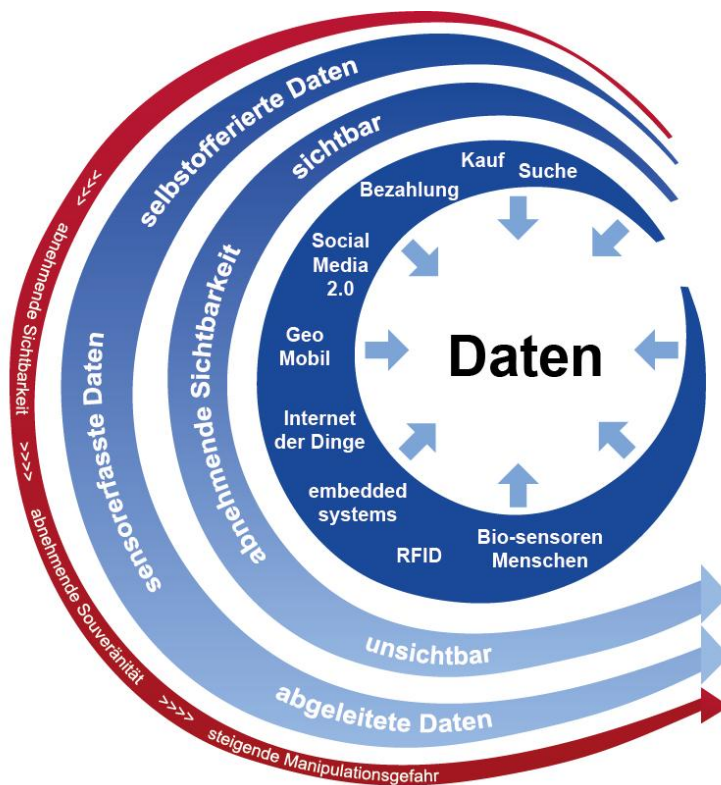 >>>> abnehmende Sichtbarkeit >>>> abnehmende Souveränität >>>> steigende Manipulationsgefahr
selbstofferierte Daten
sensorerfasste Daten
abgeleitete Daten
sichtbar
abnehmende Sichtbarkeit
unsichtbar
Suche
Kauf
Bezahlung
Social
Media
2.0
Geo
Mobil
Internet
der Dinge
embedded
systems
RFID
Bio-sensoren
Menschen
Daten